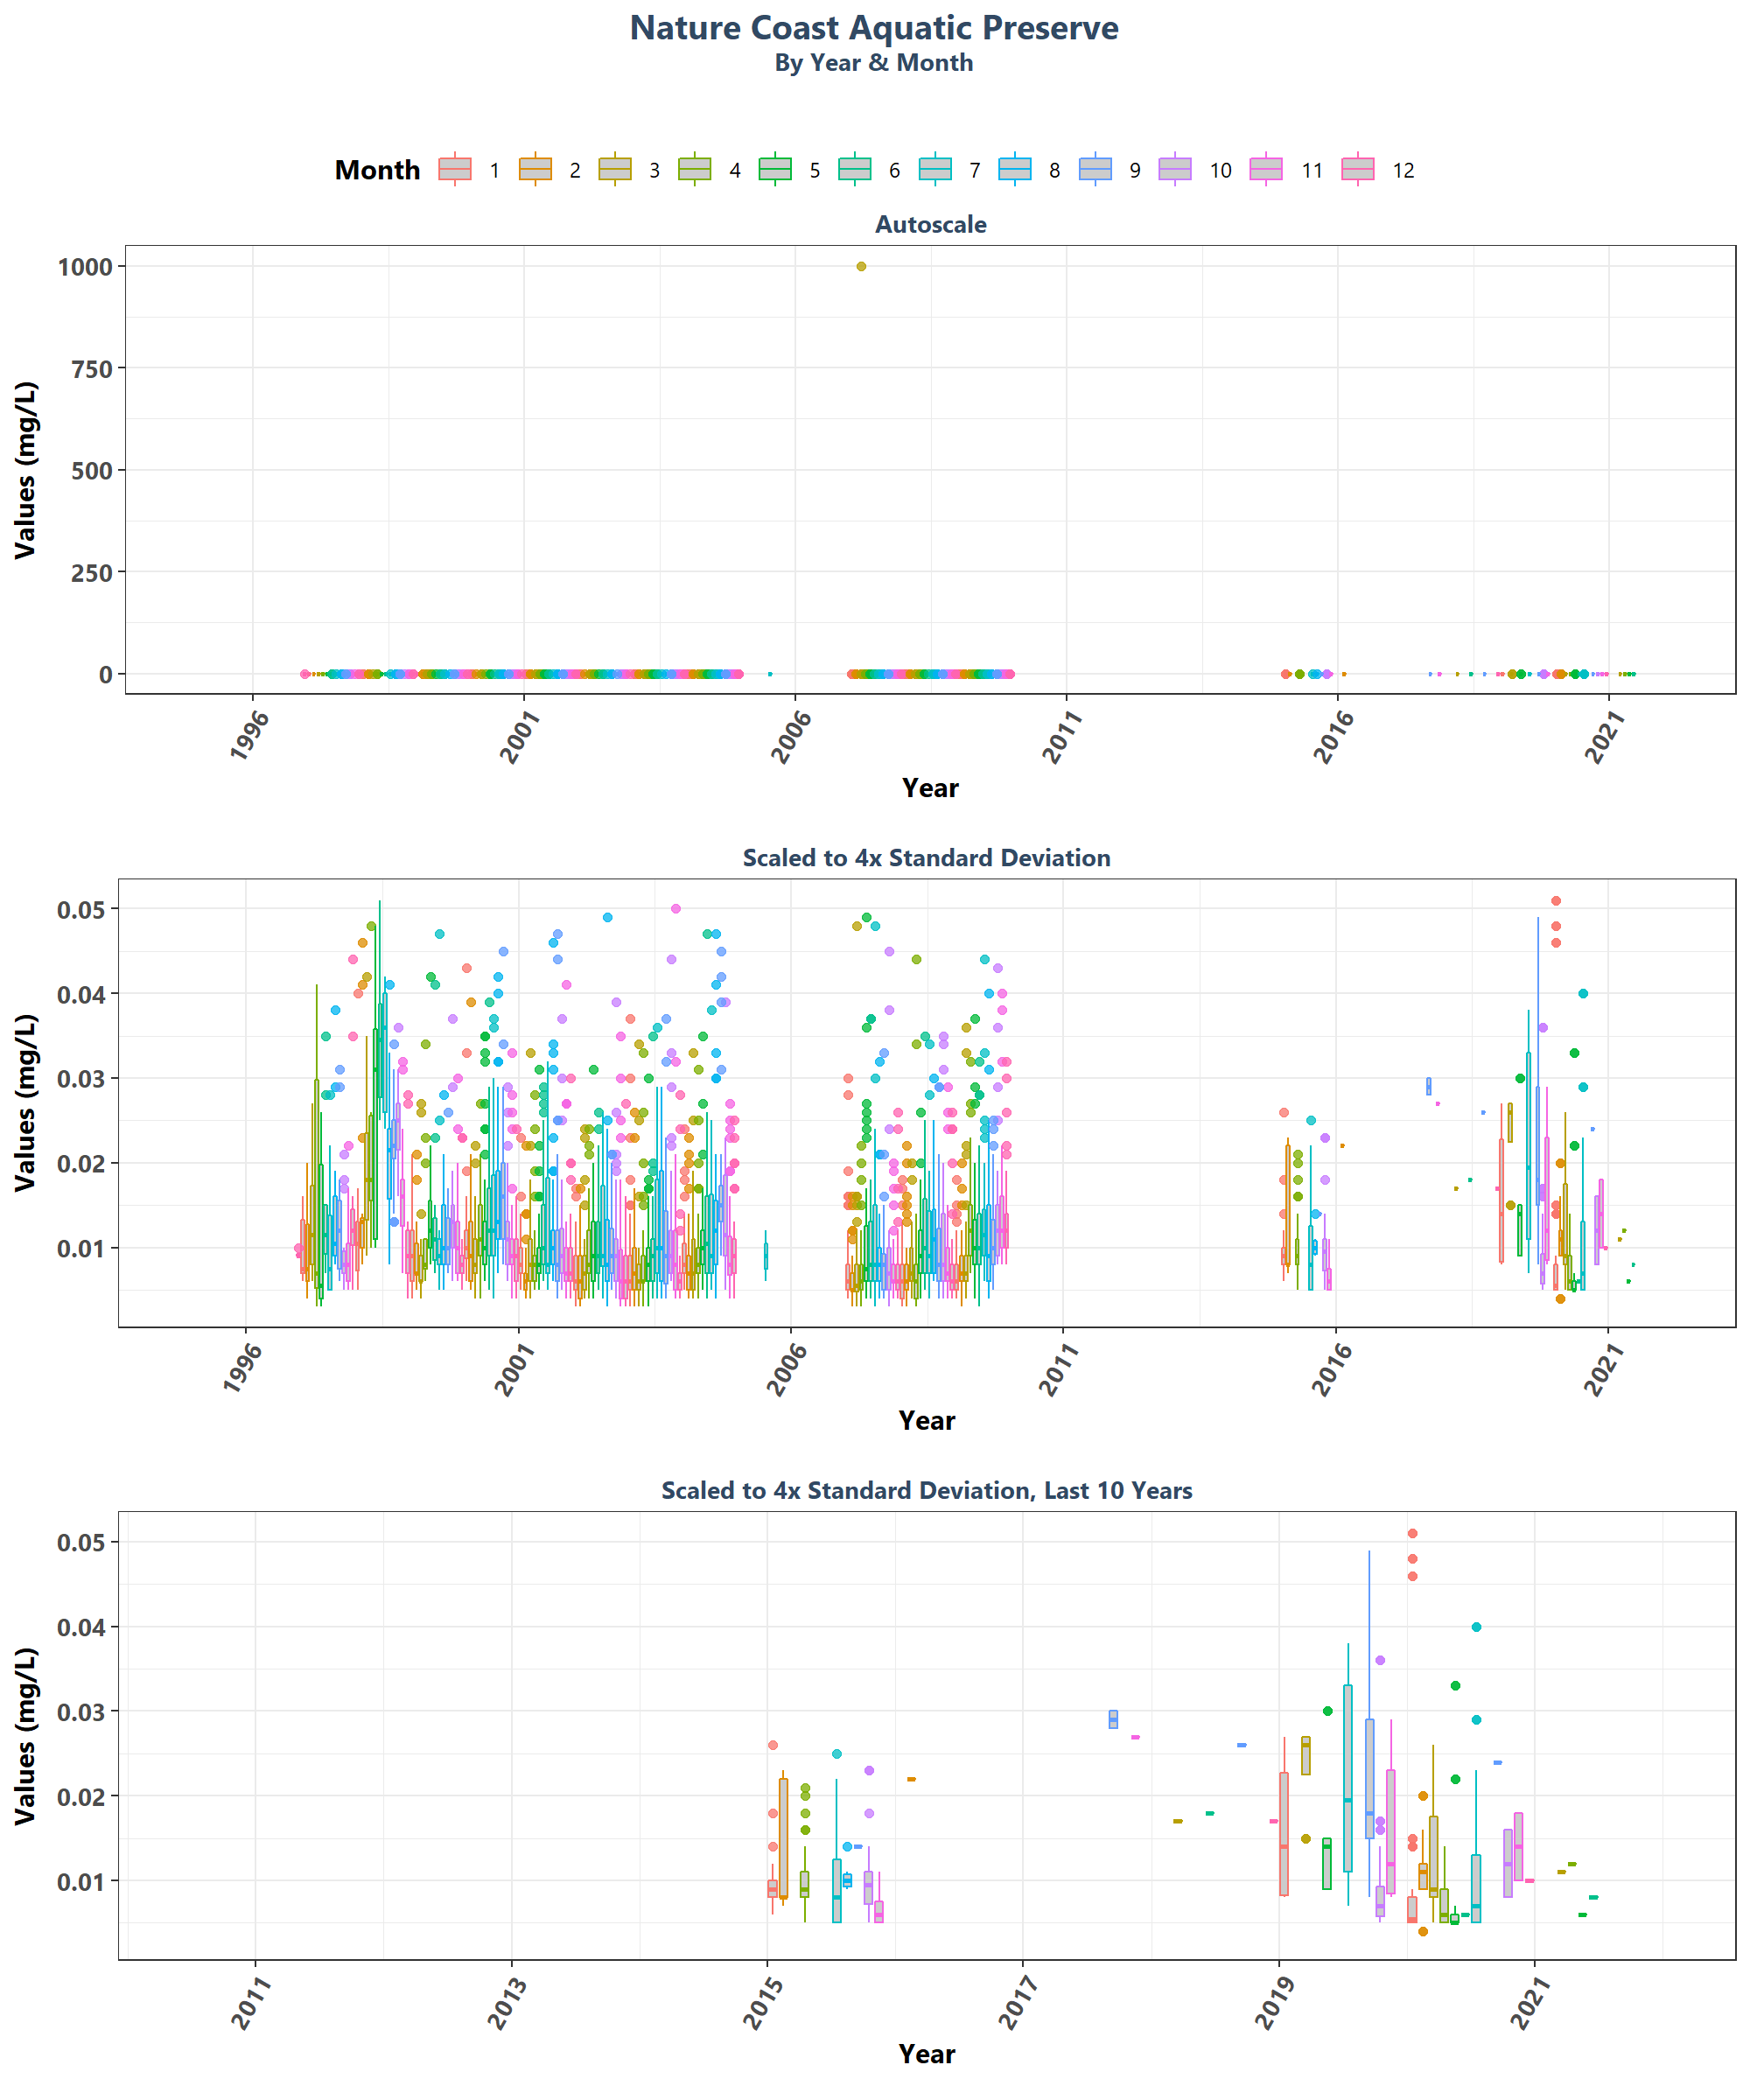 Nature Coast Aquatic Preserve
By Year & Month
Month 1 2 3 4 5 6 7 8 9 10 11 12
Autoscale
Values (mg/L)
1000
750
500
250
0
1996 2001 2006 2011 2016 2021
Year
Scaled to 4x Standard Deviation
Values (mg/L)
0.05
0.04
0.03
0.02
0.01
1996 2001 2006 2011 2016 2021
Year
Scaled to 4x Standard Deviation, Last 10 Years
Values (mg/L)
0.05
0.04
0.03
0.02
0.01
2011 2013 2015 2017 2019 2021
Year